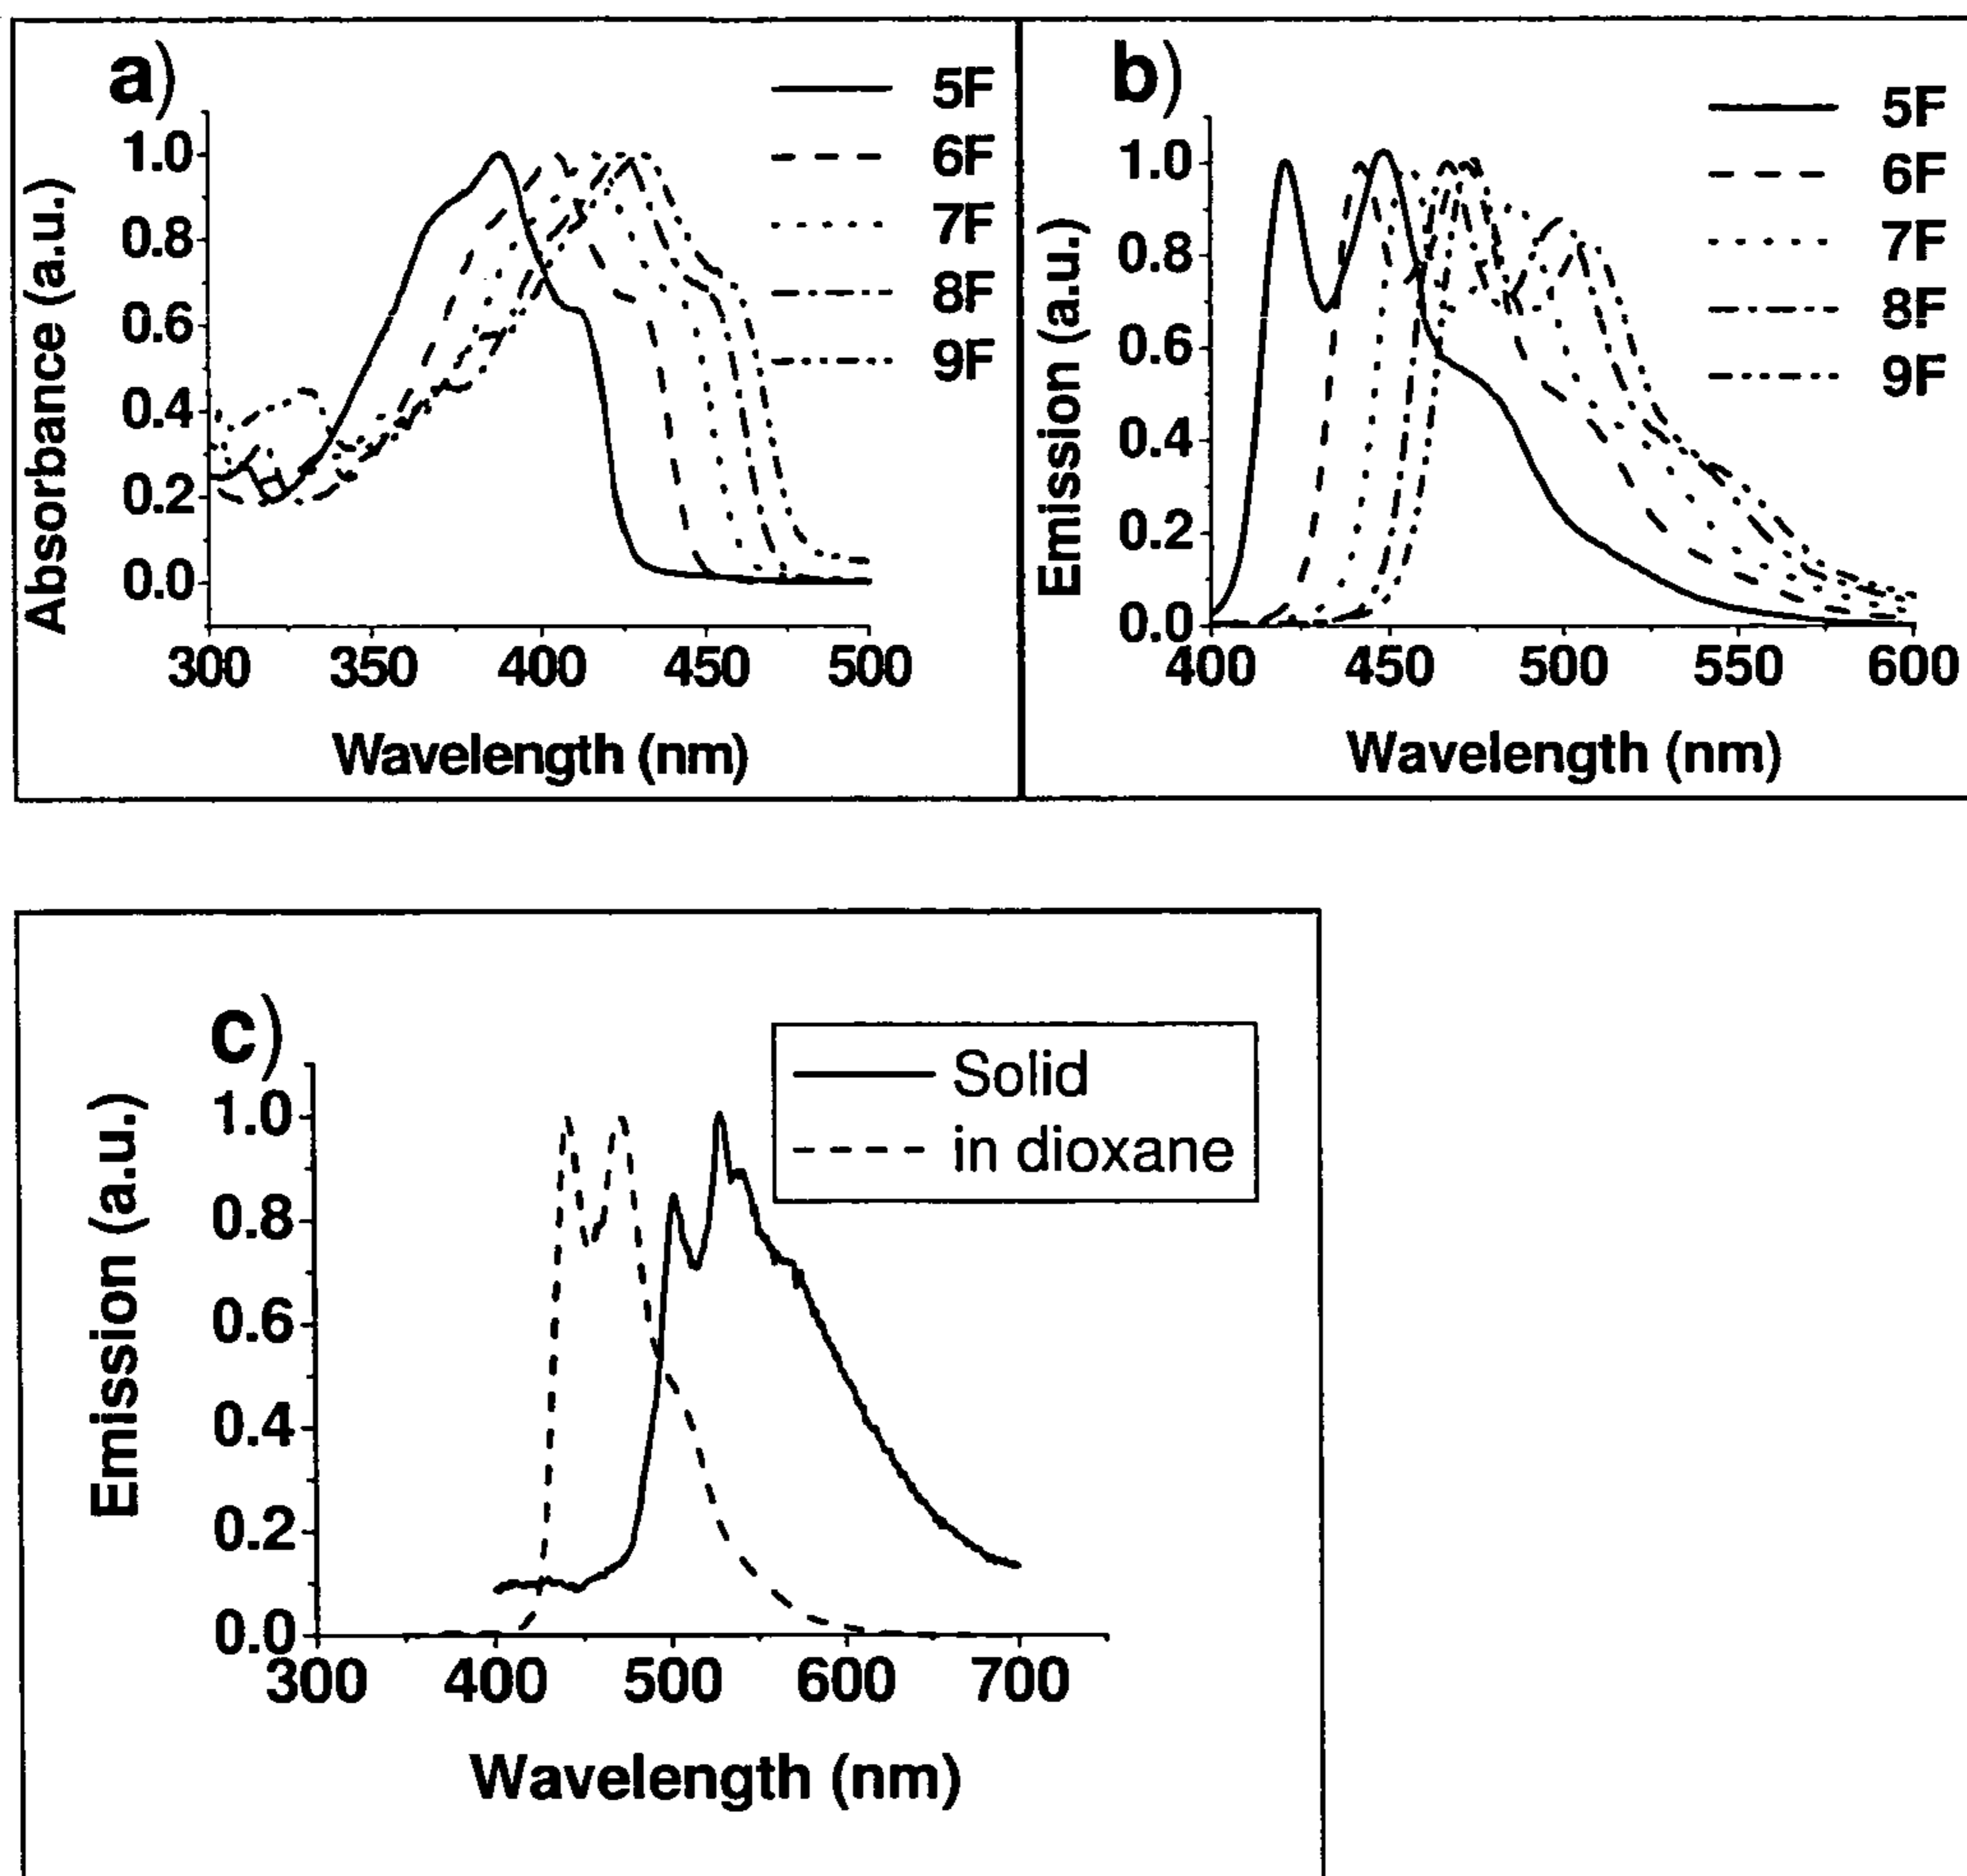 a)
5F
6F
7F
8F
9F
1.0
0.8
0.6
0.4
0.2
0.0
Absorbance (a.u.)
300 350 400 450 500
Wavelength (nm)
b)
5F
6F
7F
8F
9F
1.0
0.8
0.6
0.4
0.2
0.0
Emission (a.u.)
400 450 500 550 600
Wavelength (nm)
c)
Solid
in dioxane
1.0
0.8
0.6
0.4
0.2
0.0
Emission (a.u.)
300 400 500 600 700
Wavelength (nm)